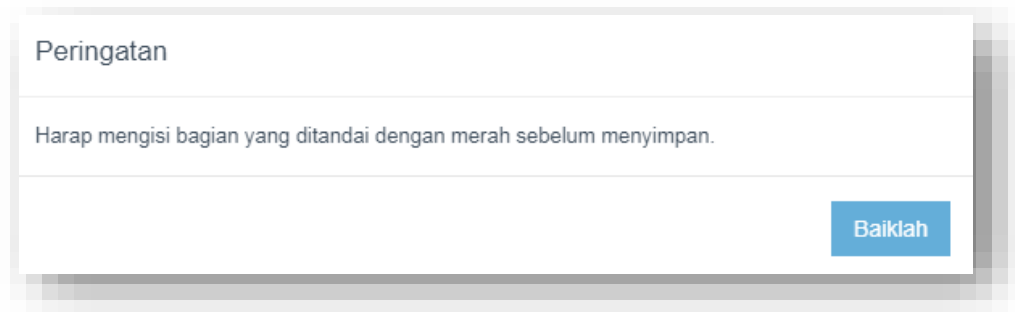 Peringatan
Harap mengisi bagian yang ditandai dengan merah sebelum menyimpan.
Baiklah